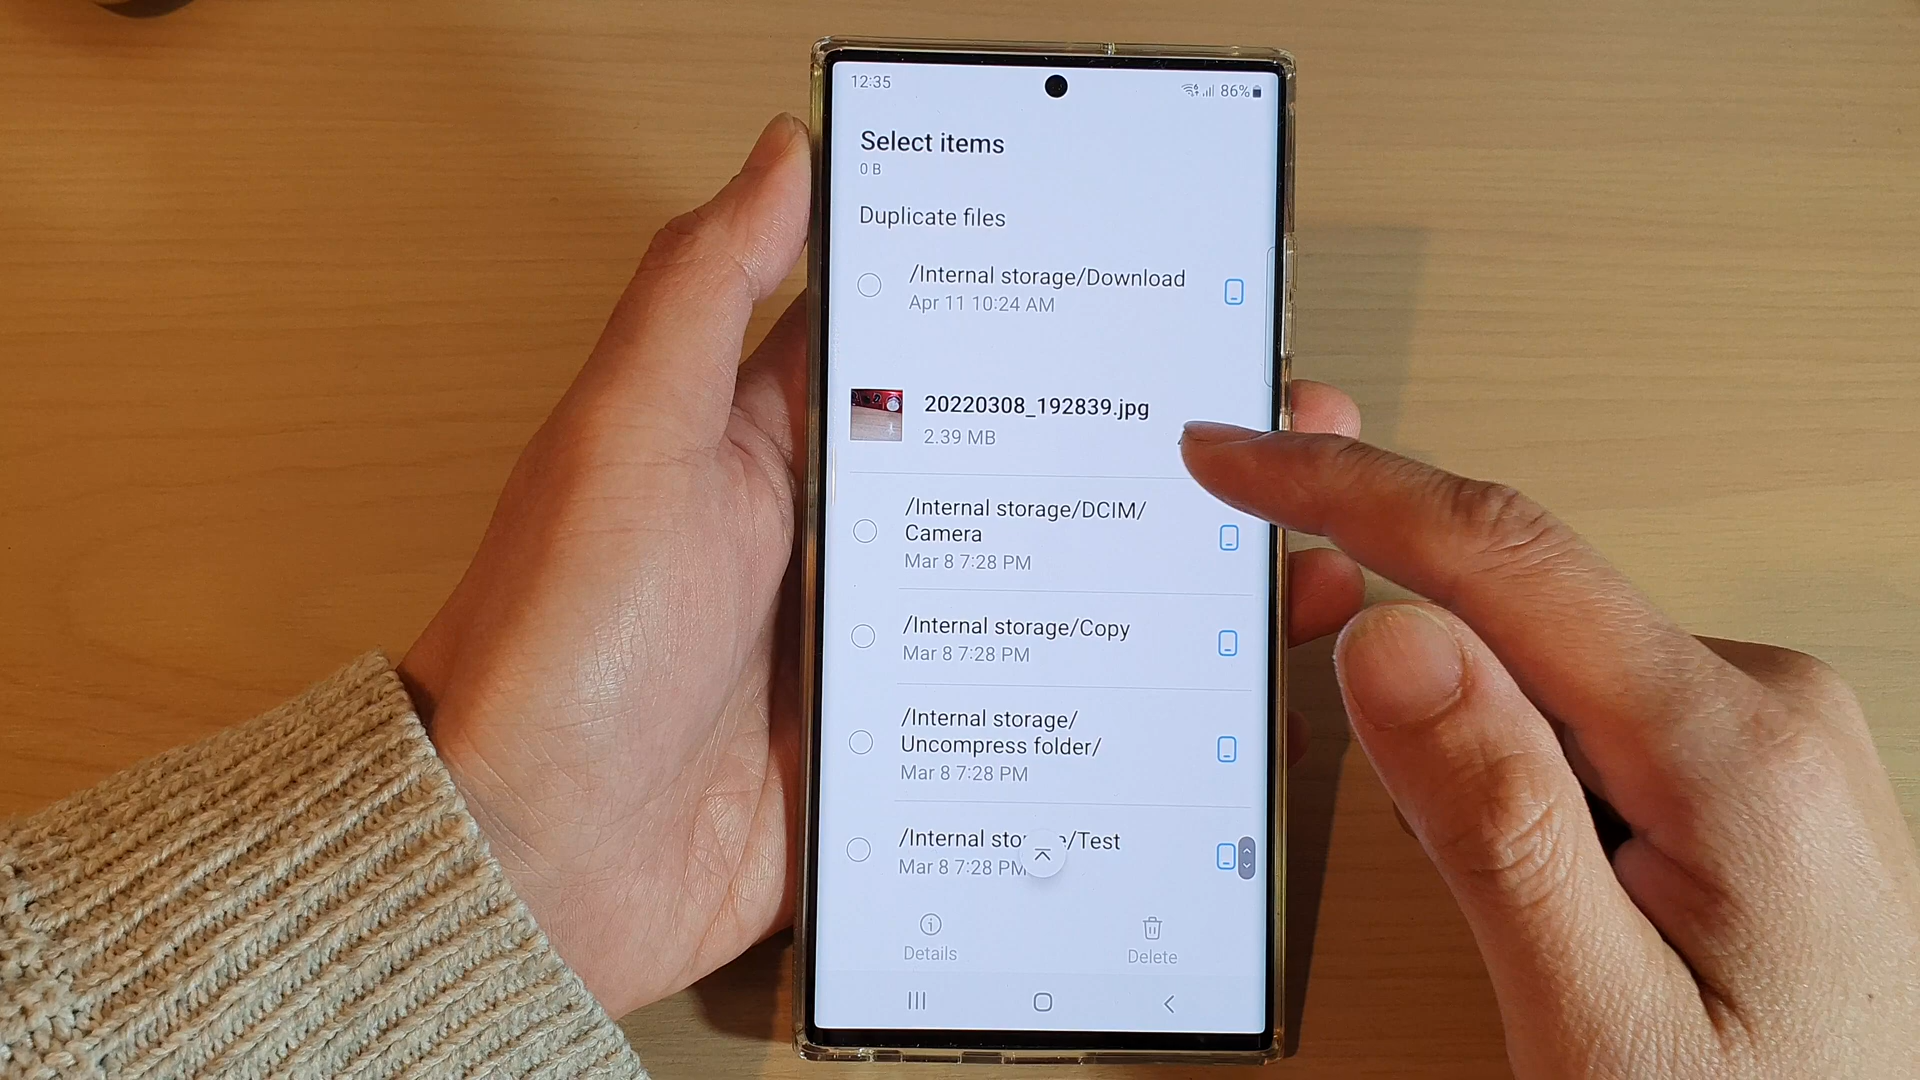 12:35
86%
Select items
0 B
Duplicate files
/Internal storage/Download
Apr 11 10:24 AM
20220308_192839.jpg
2.39 MB
/Internal storage/DCIM/
Camera
Mar 8 7:28 PM
/Internal storage/Copy
Mar 8 7:28 PM
/Internal storage/
Uncompress folder/
Mar 8 7:28 PM
/Internal /Test
Mar 8 7:28 PM
Details
Delete